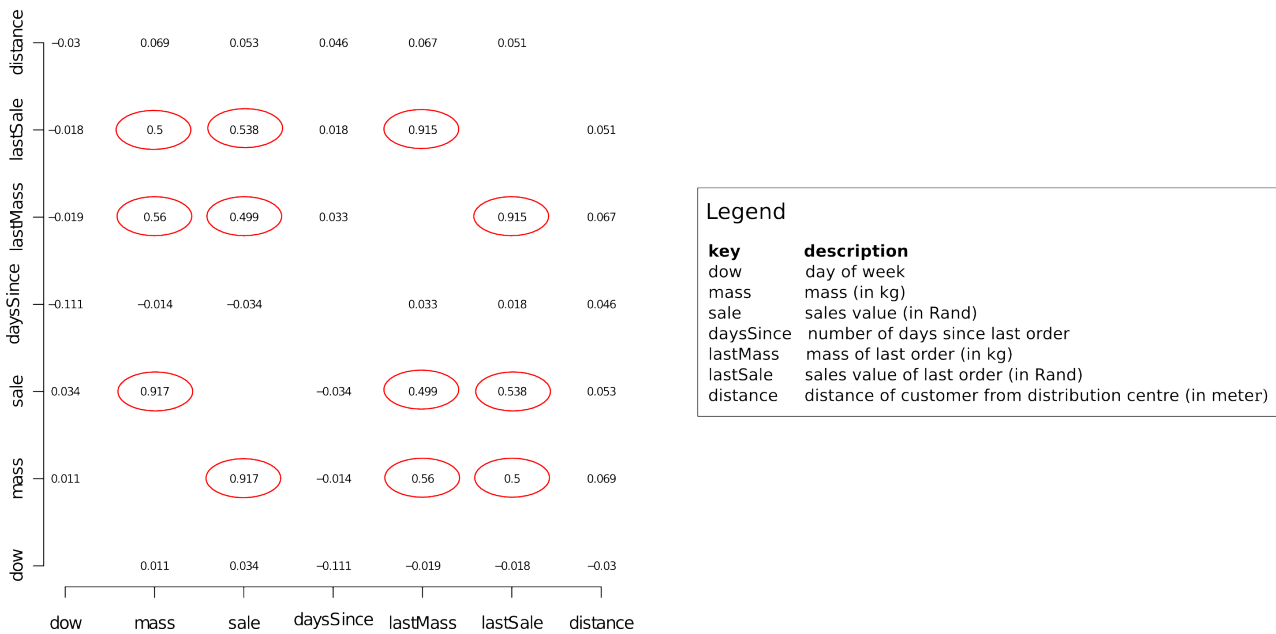 distance −0.03 0.069 0.053 0.046 0.067 0.051
lastSale −0.018 0.5 0.538 0.018 0.915 0.051
lastMass −0.019 0.56 0.499 0.033 0.915 0.067
daysSince −0.111 −0.014 −0.034 0.033 0.018 0.046
sale 0.034 0.917 −0.034 0.499 0.538 0.053
mass 0.011 0.917 −0.014 0.56 0.5 0.069
dow 0.011 0.034 −0.111 −0.019 −0.018 −0.03
dow mass sale daysSince lastMass lastSale distance
Legend
key description
dow day of week
mass mass (in kg)
sale sales value (in Rand)
daysSince number of days since last order
lastMass mass of last order (in kg)
lastSale sales value of last order (in Rand)
distance distance of customer from distribution centre (in meter)